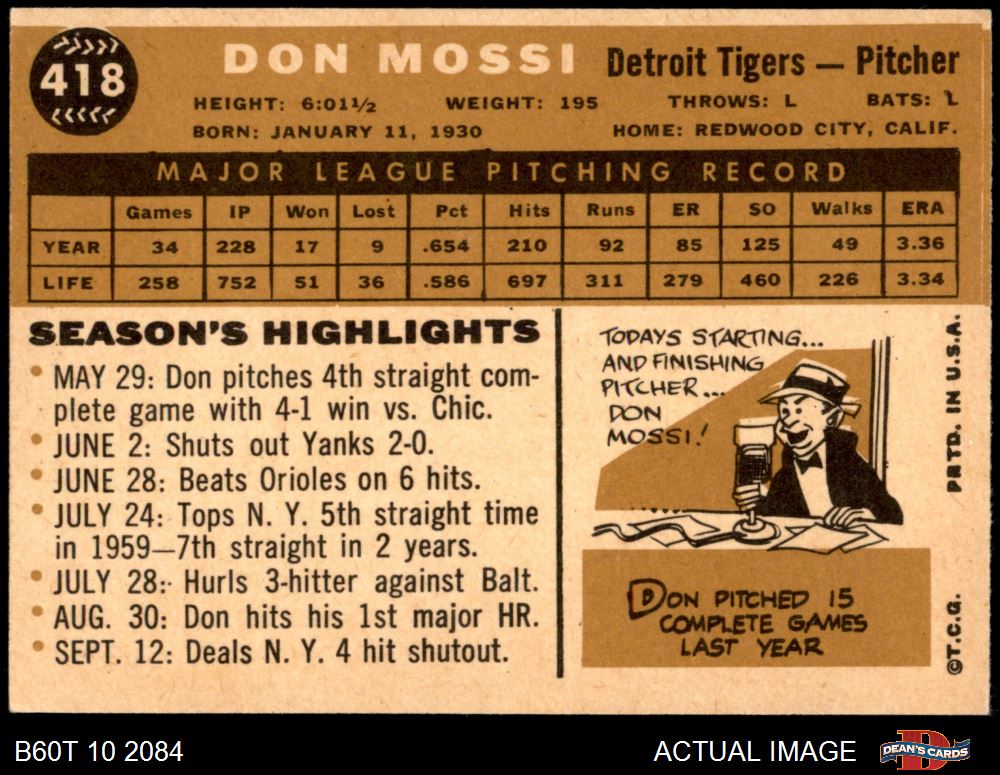 418
DON MOSSI
Detroit Tigers — Pitcher
HEIGHT: 6:01½ WEIGHT: 195 THROWS: L BATS: L
BORN: JANUARY 11, 1930 HOME: REDWOOD CITY, CALIF.
MAJOR LEAGUE PITCHING RECORD
Games IP Won Lost Pct Hits Runs ER SO Walks ERA
YEAR 34 228 17 9 .654 210 92 85 125 49 3.36
LIFE 258 752 51 36 .586 697 311 279 460 226 3.34
SEASON'S HIGHLIGHTS
• MAY 29: Don pitches 4th straight com-
plete game with 4-1 win vs. Chic.
• JUNE 2: Shuts out Yanks 2-0.
• JUNE 28: Beats Orioles on 6 hits.
• JULY 24: Tops N. Y. 5th straight time
in 1959—7th straight in 2 years.
• JULY 28: Hurls 3-hitter against Balt.
• AUG. 30: Don hits his 1st major HR.
• SEPT. 12: Deals N. Y. 4 hit shutout.
TODAYS STARTING...
AND FINISHING
PITCHER...
DON
MOSSI!
DON PITCHED 15
COMPLETE GAMES
LAST YEAR
©T.C.G. PRTD. IN U.S.A.
B60T 10 2084
ACTUAL IMAGE
DEAN'S CARDS